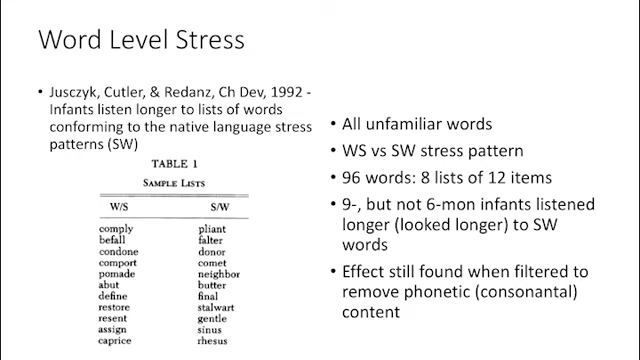 Word Level Stress
• Jusczyk, Cutler, & Redanz, Ch Dev, 1992 -
Infants listen longer to lists of words
conforming to the native language stress
patterns (SW)
TABLE 1
SAMPLE LISTS
W/S S/W
comply pliant
befall falter
condone donor
comport comet
pomade neighbor
abut butter
define final
restore stalwart
resent gentle
assign sinus
caprice rhesus
• All unfamiliar words
• WS vs SW stress pattern
• 96 words: 8 lists of 12 items
• 9-, but not 6-mon infants listened
longer (looked longer) to SW
words
• Effect still found when filtered to
remove phonetic (consonantal)
content